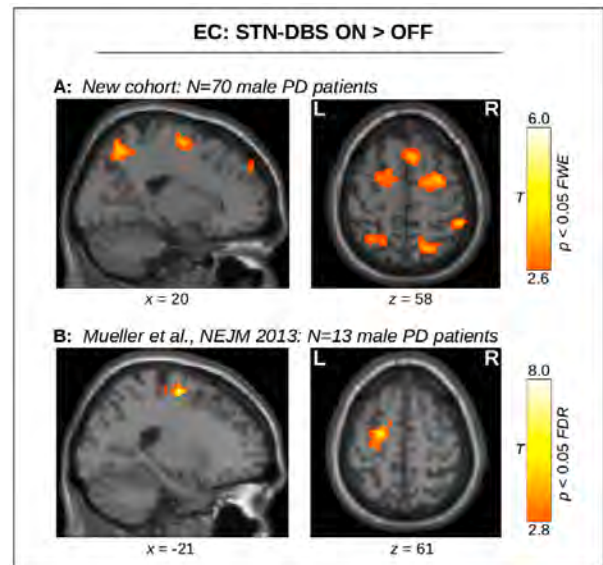 EC: STN-DBS ON > OFF
A: New cohort: N=70 male PD patients
L R
6.0
T
p < 0.05 FWE
2.6
x = 20 z = 58
B: Mueller et al., NEJM 2013: N=13 male PD patients
L R
8.0
T
p < 0.05 FDR
2.8
x = -21 z = 61